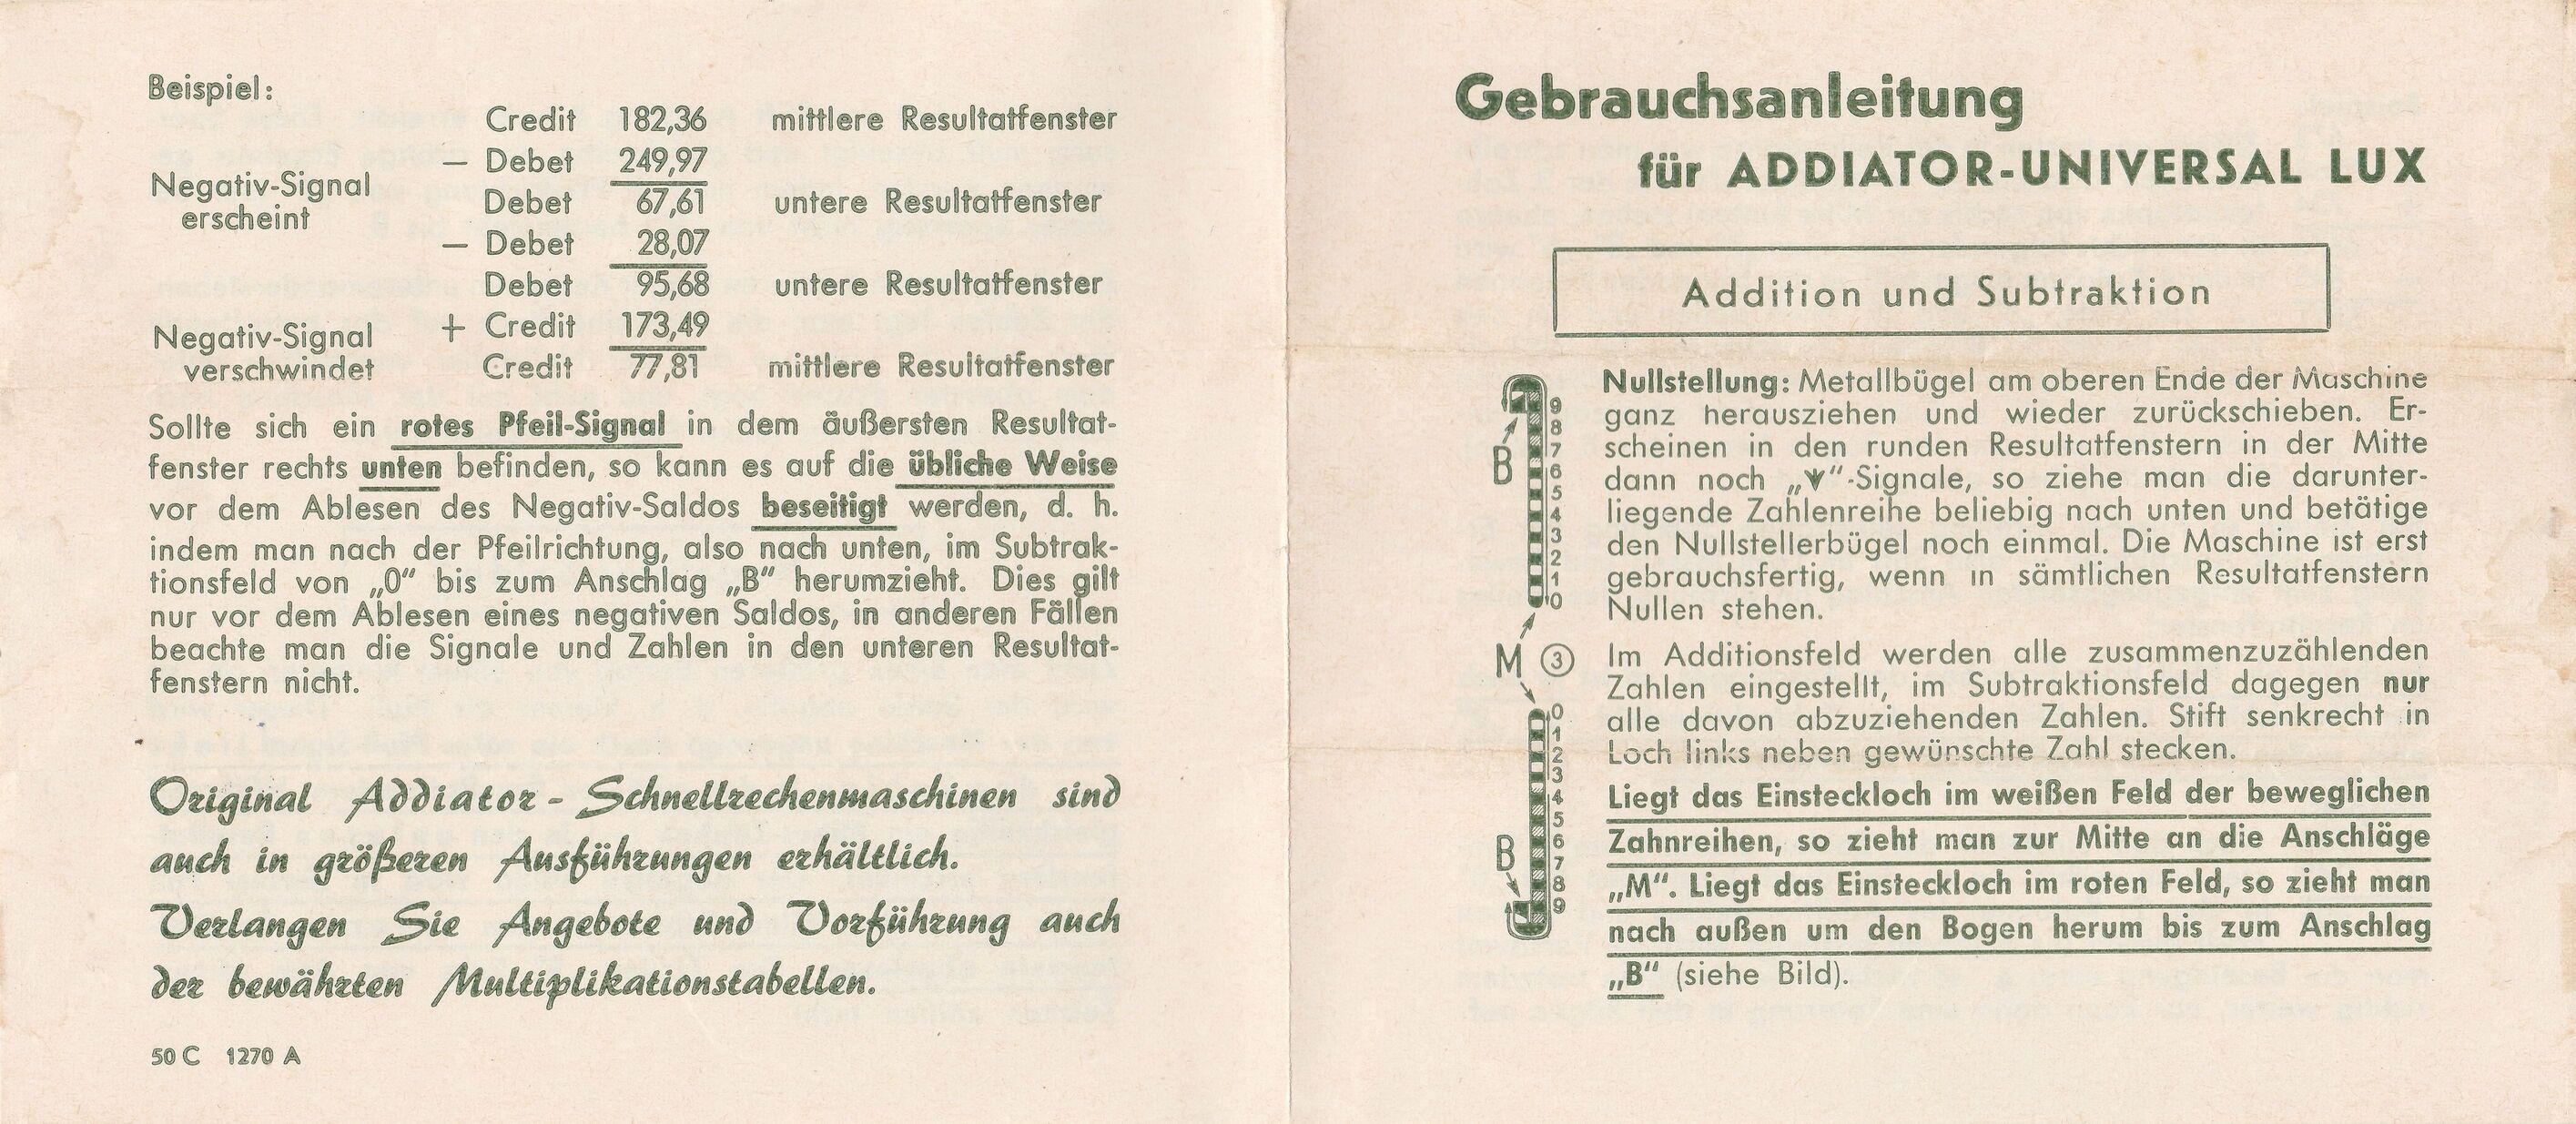 Beispiel:
Credit 182,36 mittlere Resultatfenster
— Debet 249,97
Negativ-Signal
erscheint
Debet 67,61 untere Resultatfenster
— Debet 28,07
Debet 95,68 untere Resultatfenster
+ Credit 173,49
Negativ-Signal
verschwindet
Credit 77,81 mittlere Resultatfenster
Sollte sich ein rotes Pfeil-Signal in dem äußersten Resultat-
fenster rechts unten befinden, so kann es auf die übliche Weise
vor dem Ablesen des Negativ-Saldos beseitigt werden, d. h.
indem man nach der Pfeilrichtung, also nach unten, im Subtrak-
tionsfeld von „0“ bis zum Anschlag „B“ herumzieht. Dies gilt
nur vor dem Ablesen eines negativen Saldos, in anderen Fällen
beachte man die Signale und Zahlen in den unteren Resultat-
fenstern nicht.
Original Addiator - Schnellrechenmaschinen sind
auch in größeren Ausführungen erhältlich.
Verlangen Sie Angebote und Vorführung auch
der bewährten Multiplikationstabellen.
50 C 1270 A
Gebrauchsanleitung
für ADDIATOR-UNIVERSAL LUX
Addition und Subtraktion
9
8
7
6
5
4
3
2
1
0
B
M ③
0
1
2
3
4
5
6
7
8
9
B
Nullstellung: Metallbügel am oberen Ende der Maschine
ganz herausziehen und wieder zurückschieben. Er-
scheinen in den runden Resultatfenstern in der Mitte
dann noch „↓“-Signale, so ziehe man die darunter-
liegende Zahlenreihe beliebig nach unten und betätige
den Nullstellerbügel noch einmal. Die Maschine ist erst
gebrauchsfertig, wenn in sämtlichen Resultatfenstern
Nullen stehen.
Im Additionsfeld werden alle zusammenzuzählenden
Zahlen eingestellt, im Subtraktionsfeld dagegen nur
alle davon abzuziehenden Zahlen. Stift senkrecht in
Loch links neben gewünschte Zahl stecken.
Liegt das Einsteckloch im weißen Feld der beweglichen
Zahnreihen, so zieht man zur Mitte an die Anschläge
„M“. Liegt das Einsteckloch im roten Feld, so zieht man
nach außen um den Bogen herum bis zum Anschlag
„B“ (siehe Bild).